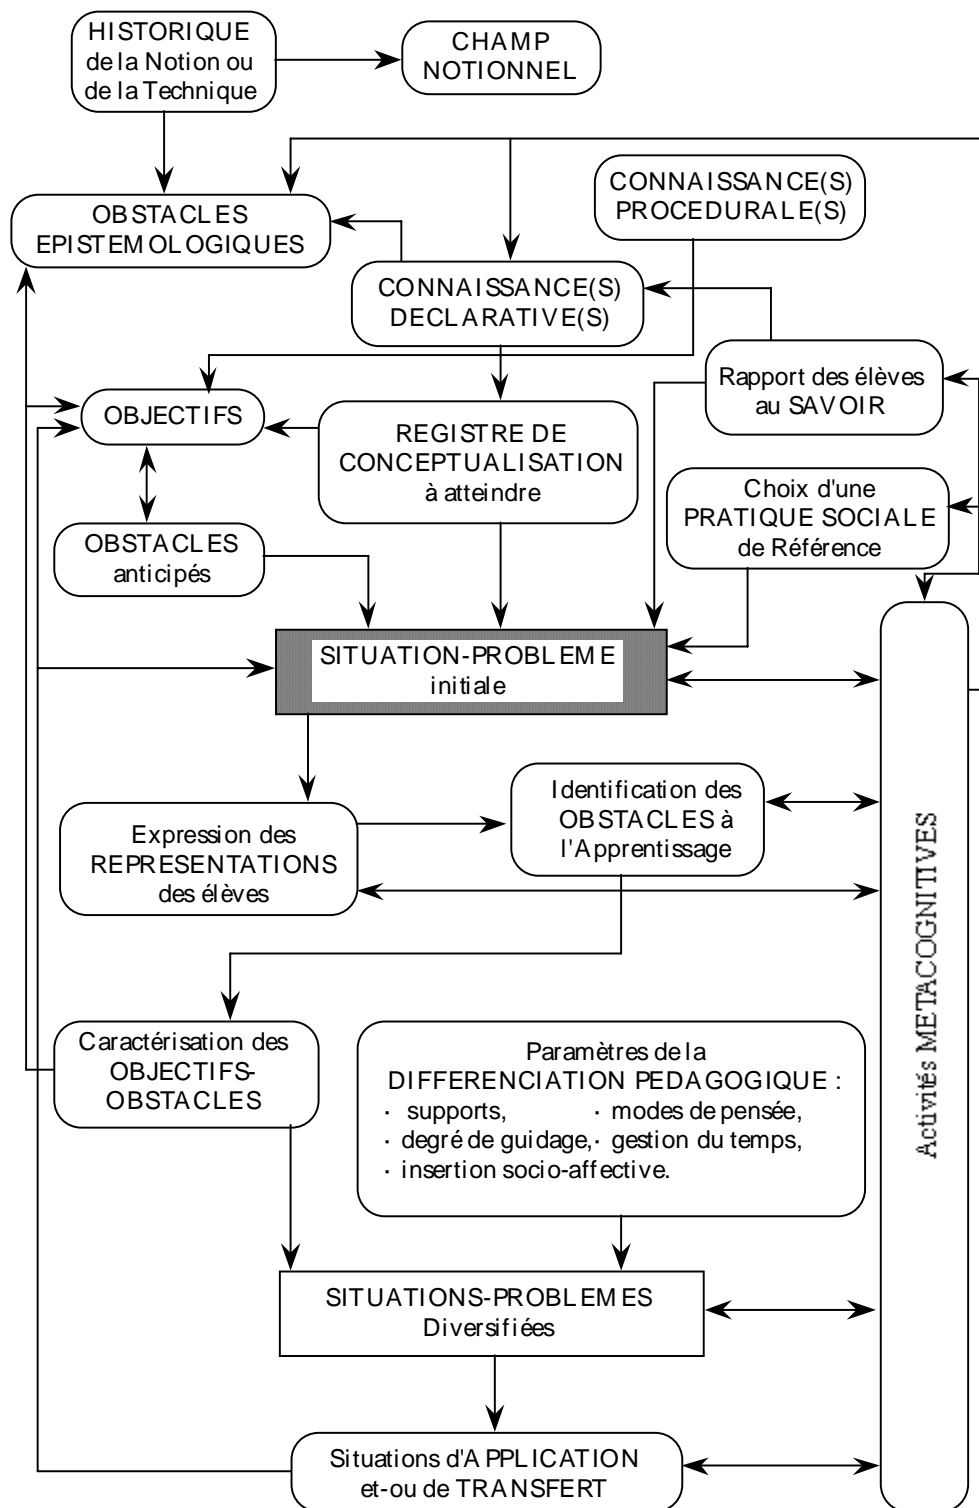 HISTORIQUE
de la Notion ou
de la Technique
CHAMP
NOTIONNEL
CONNAISSANCE(S)
PROCEDURALE(S)
OBSTACLES
EPISTEMOLOGIQUES
CONNAISSANCE(S)
DECLARATIVE(S)
Rapport des élèves
au SAVOIR
OBJECTIFS
REGISTRE DE
CONCEPTUALISATION
à atteindre
Choix d'une
PRATIQUE SOCIALE
de Référence
OBSTACLES
anticipés
SITUATION-PROBLEME
initiale
Identification des
OBSTACLES à
l'Apprentissage
Expression des
REPRESENTATIONS
des élèves
Activités METACOGNITIVES
Caractérisation des
OBJECTIFS-
OBSTACLES
Paramètres de la
DIFFERENCIATION PEDAGOGIQUE :
· supports, · modes de pensée,
· degré de guidage, · gestion du temps,
· insertion socio-affective.
SITUATIONS-PROBLEMES
Diversifiées
Situations d'APPLICATION
et-ou de TRANSFERT